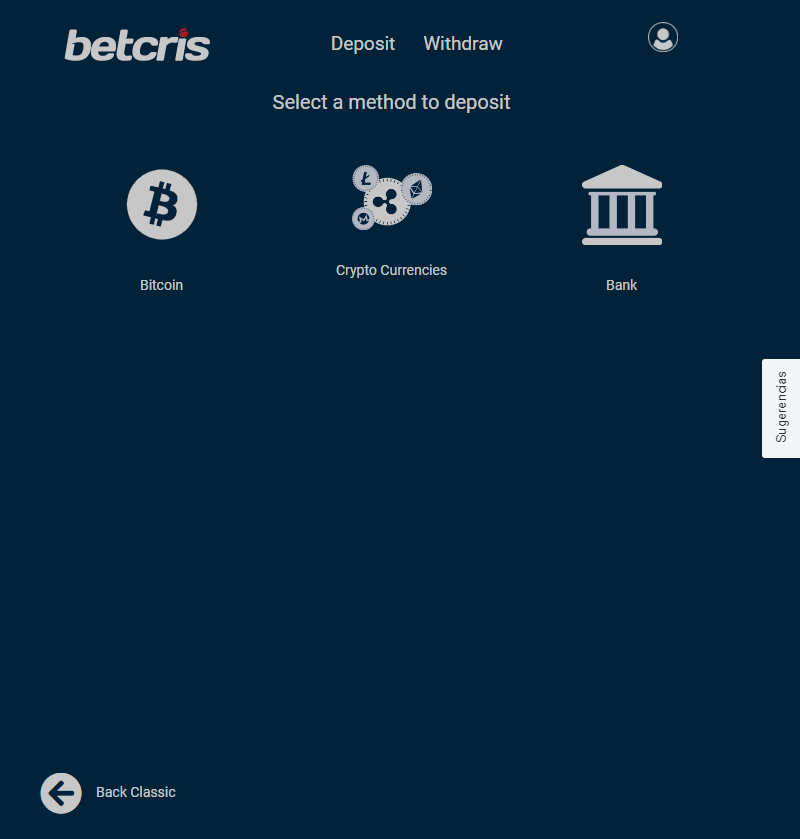 betcris
Deposit Withdraw
Select a method to deposit
Bitcoin
Crypto Currencies
Bank
Sugerencias
Back Classic